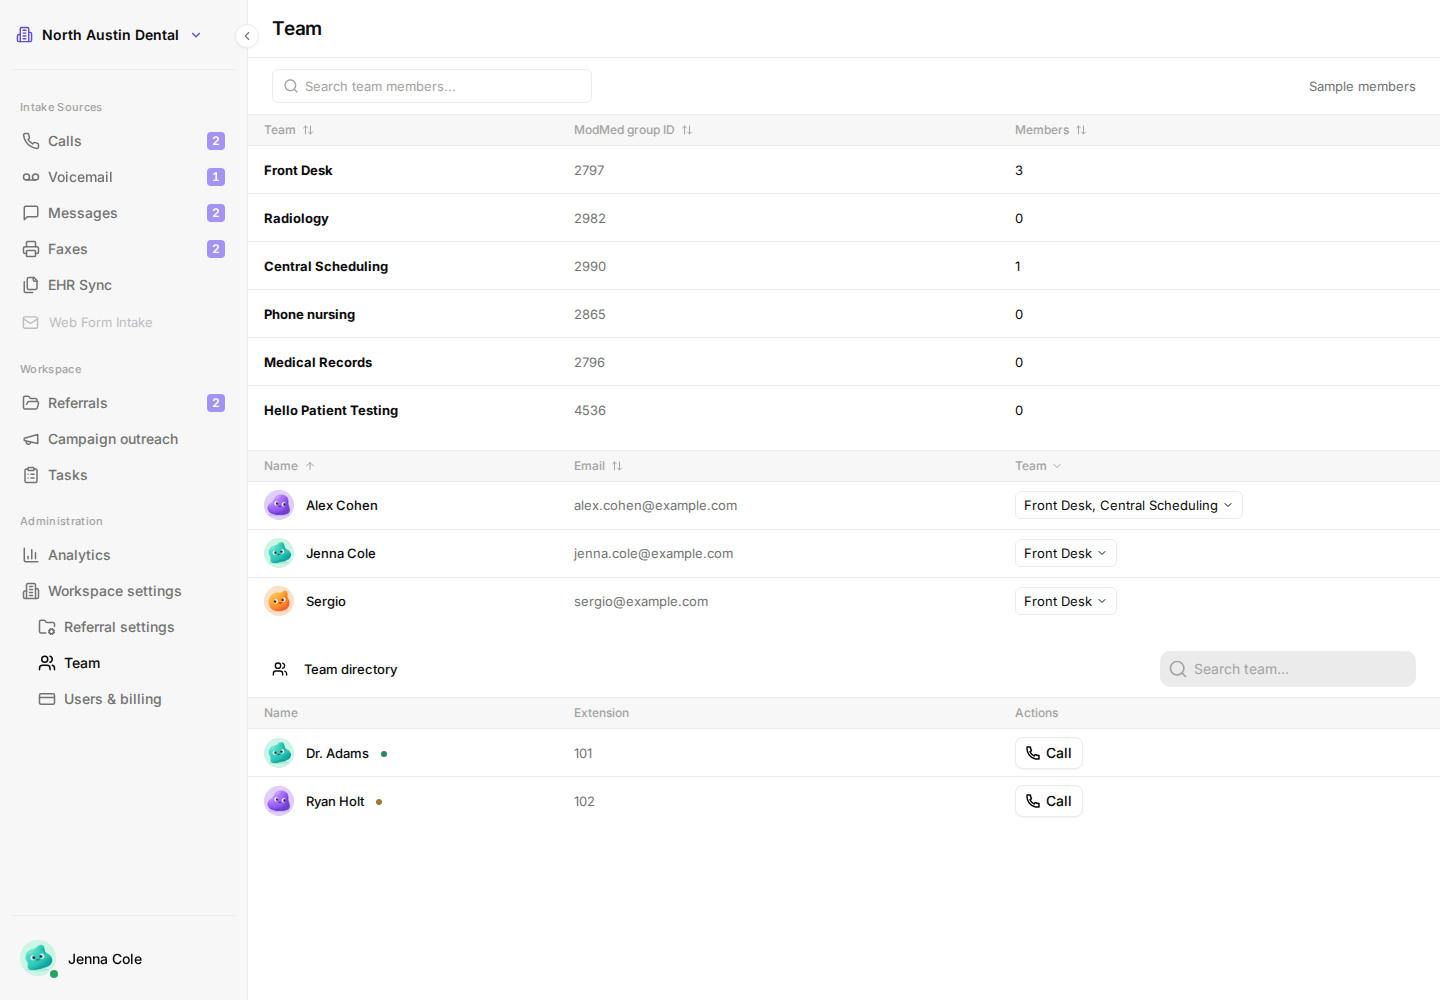 North Austin Dental
Team
Search team members...
Sample members
Intake Sources
Calls 2
Voicemail 1
Messages 2
Faxes 2
EHR Sync
Web Form Intake
Workspace
Referrals 2
Campaign outreach
Tasks
Administration
Analytics
Workspace settings
Referral settings
Team
Users & billing
Jenna Cole
Team ModMed group ID Members
Front Desk 2797 3
Radiology 2982 0
Central Scheduling 2990 1
Phone nursing 2865 0
Medical Records 2796 0
Hello Patient Testing 4536 0
Name Email Team
Alex Cohen alex.cohen@example.com Front Desk, Central Scheduling
Jenna Cole jenna.cole@example.com Front Desk
Sergio sergio@example.com Front Desk
Team directory Search team...
Name Extension Actions
Dr. Adams 101 Call
Ryan Holt 102 Call